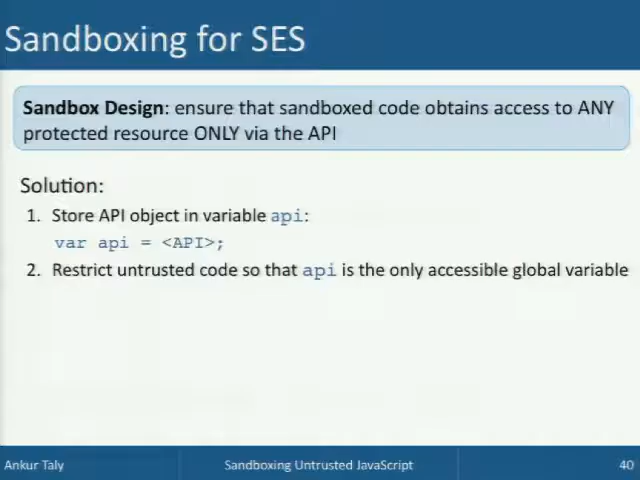 Sandboxing for SES
Sandbox Design: ensure that sandboxed code obtains access to ANY
protected resource ONLY via the API
Solution:
1. Store API object in variable api:
var api = <API>;
2. Restrict untrusted code so that api is the only accessible global variable
Ankur Taly
Sandboxing Untrusted JavaScript
40